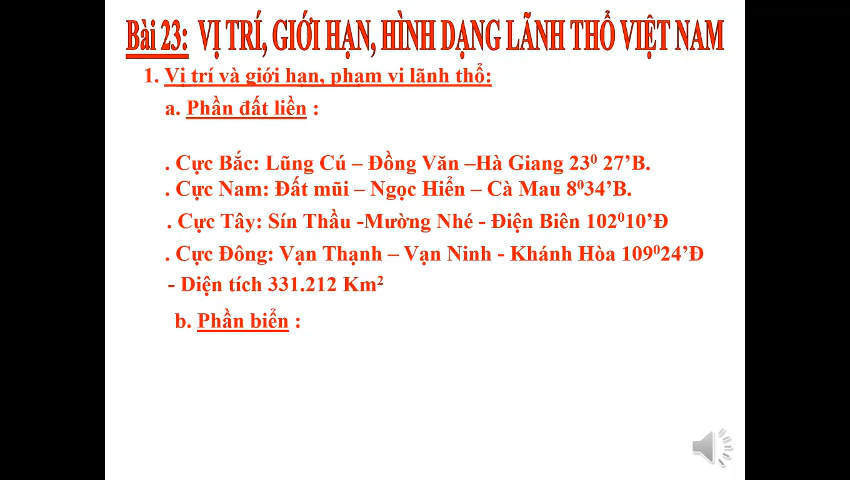 Bài 23: VỊ TRÍ, GIỚI HẠN, HÌNH DẠNG LÃNH THỔ VIỆT NAM
1. Vị trí và giới hạn, phạm vi lãnh thổ:
a. Phần đất liền :
. Cực Bắc: Lũng Cú – Đồng Văn –Hà Giang 23⁰ 27’B.
. Cực Nam: Đất mũi – Ngọc Hiển – Cà Mau 8⁰34’B.
. Cực Tây: Sín Thầu -Mường Nhé - Điện Biên 102⁰10’Đ
. Cực Đông: Vạn Thạnh – Vạn Ninh - Khánh Hòa 109⁰24’Đ
- Diện tích 331.212 Km²
b. Phần biển :